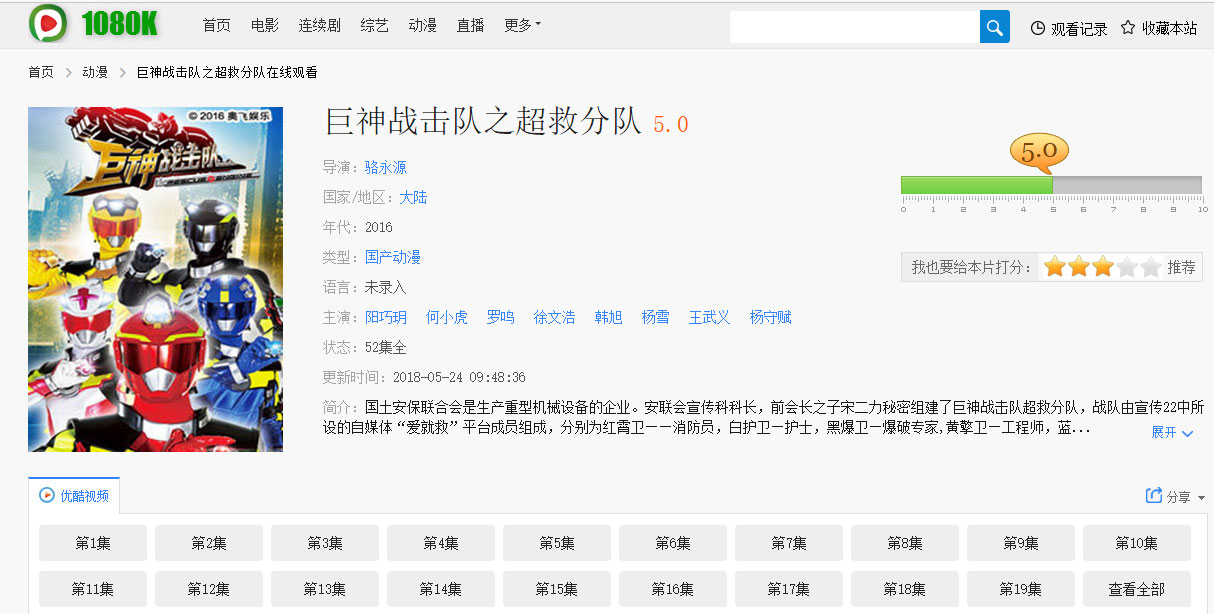 1080K
首页 电影 连续剧 综艺 动漫 直播 更多
观看记录 收藏本站
首页 > 动漫 > 巨神战击队之超救分队在线观看
© 2016 奥飞娱乐
巨神战击队
巨神战击队之超救分队 5.0
导演：骆永源
国家/地区：大陆
年代：2016
类型：国产动漫
语言：未录入
主演：阳巧玥 何小虎 罗鸣 徐文浩 韩旭 杨雪 王武义 杨守赋
状态：52集全
更新时间：2018-05-24 09:48:36
简介：国土安保联合会是生产重型机械设备的企业。安联会宣传科科长，前会长之子宋二力秘密组建了巨神战击队超救分队，战队由宣传22中所
设的自媒体“爱就救”平台成员组成，分别为红霄卫——消防员，白护卫—护士，黑爆卫—爆破专家,黄擎卫—工程师，蓝...
展开
5.0
0 1 2 3 4 5 6 7 8 9 10
我也要给本片打分： 推荐
优酷视频
分享
第1集 第2集 第3集 第4集 第5集 第6集 第7集 第8集 第9集 第10集
第11集 第12集 第13集 第14集 第15集 第16集 第17集 第18集 第19集 查看全部